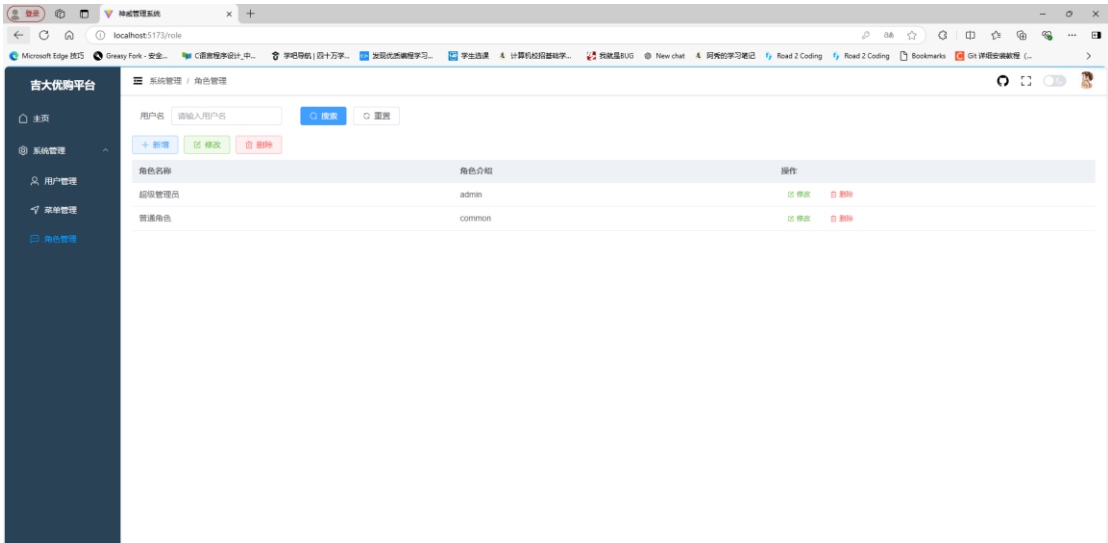 登录
神威管理系统
localhost:5173/role
Microsoft Edge 技巧
Greasy Fork - 安全...
C语言程序设计_中...
学吧导航 | 四十万学...
发现优质编程学习...
学生选课
计算机校招基础学...
我就是BUG
New chat
阿秀的学习笔记
Road 2 Coding
Road 2 Coding
Bookmarks
Git 详细安装教程 (...
吉大优购平台
系统管理 / 角色管理
主页
用户名 请输入用户名 搜索 重置
系统管理
新增 修改 删除
角色名称 角色介绍 操作
用户管理
超级管理员 admin 修改 删除
菜单管理
普通角色 common 修改 删除
角色管理